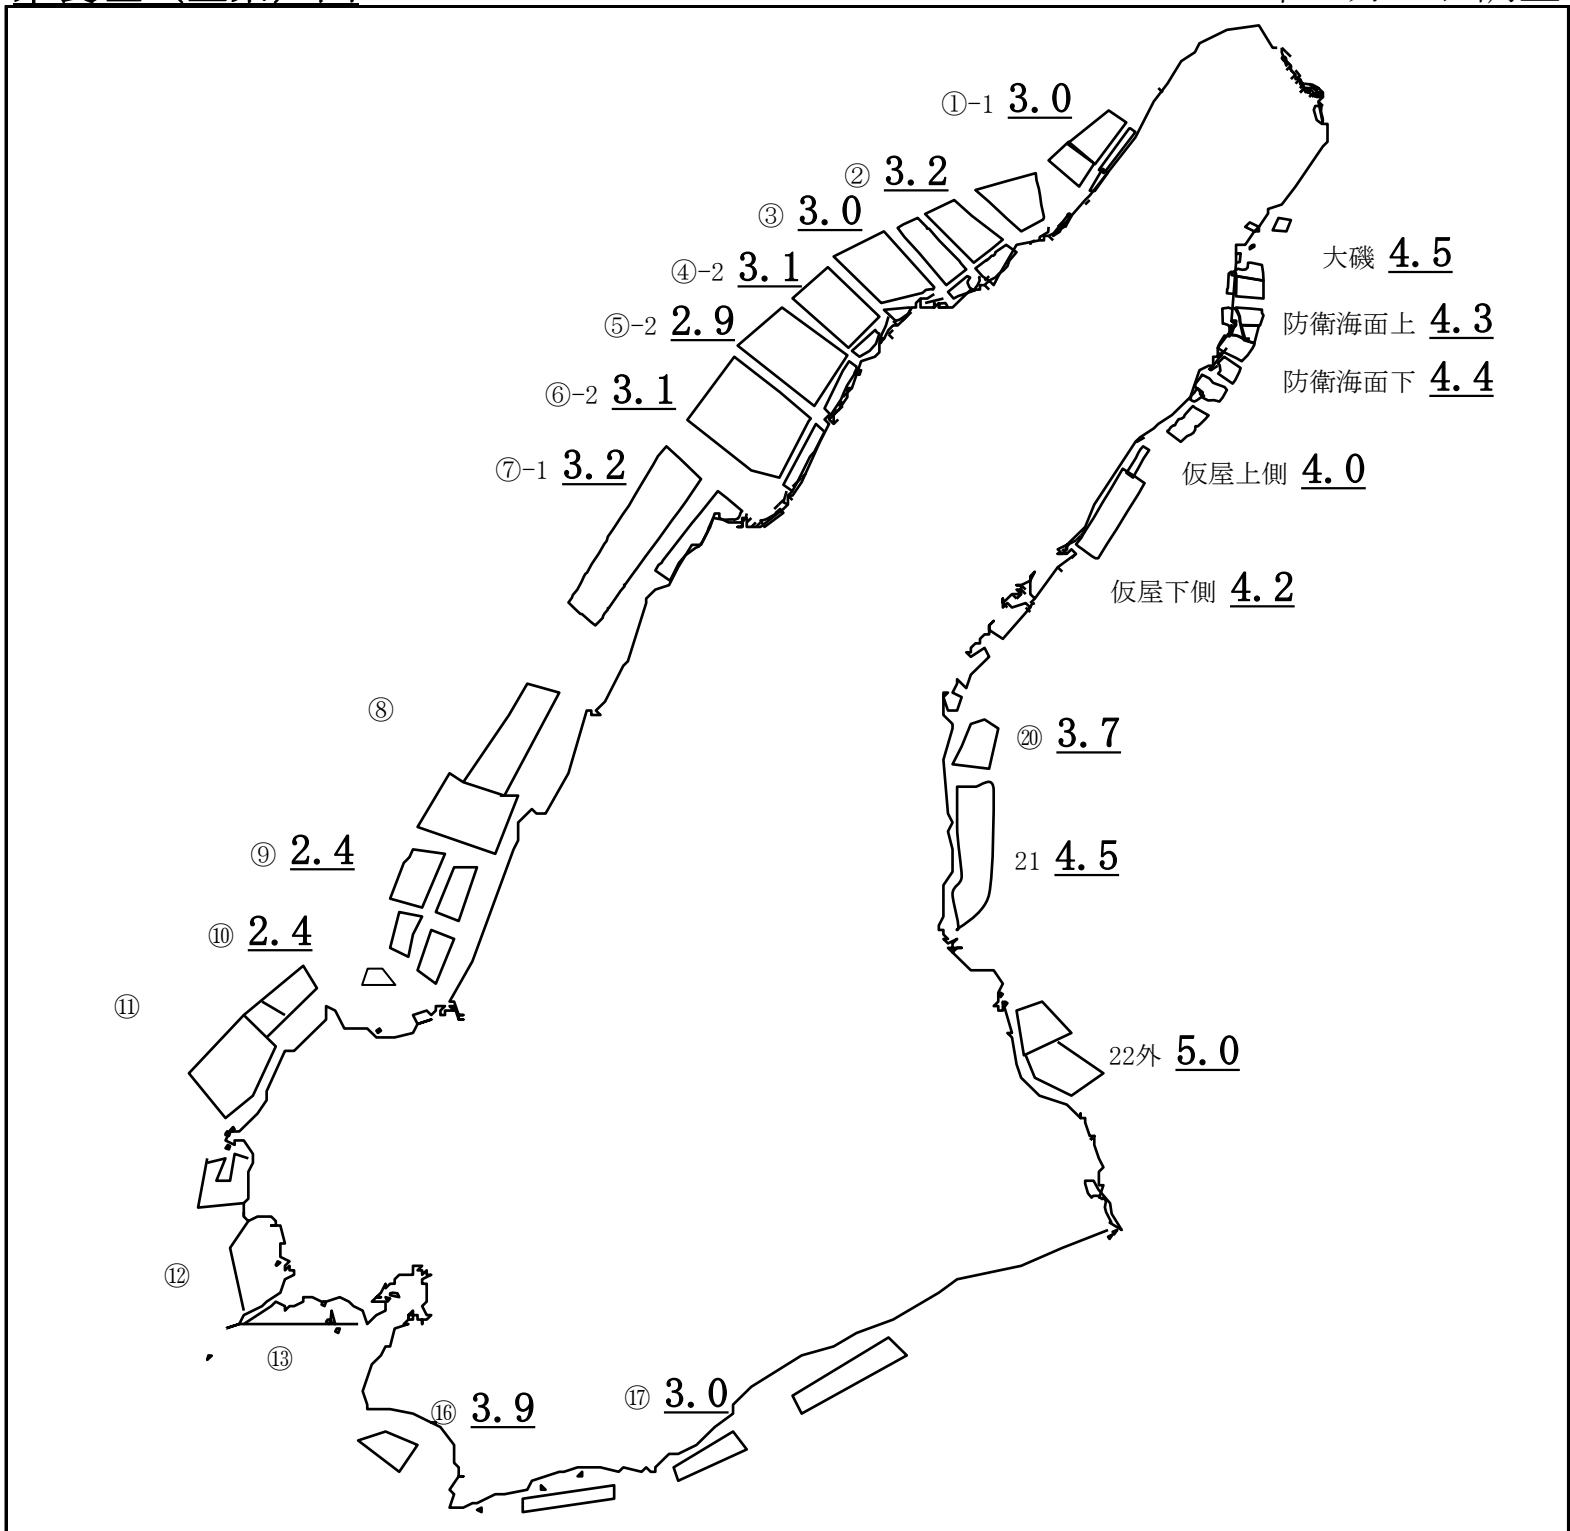 ①-1 3.0
② 3.2
③ 3.0
④-2 3.1
⑤-2 2.9
⑥-2 3.1
⑦-1 3.2
⑧
⑨ 2.4
⑩ 2.4
⑪
⑫
⑬
⑯ 3.9
⑰ 3.0
大磯 4.5
防衛海面上 4.3
防衛海面下 4.4
仮屋上側 4.0
仮屋下側 4.2
⑳ 3.7
21 4.5
22外 5.0